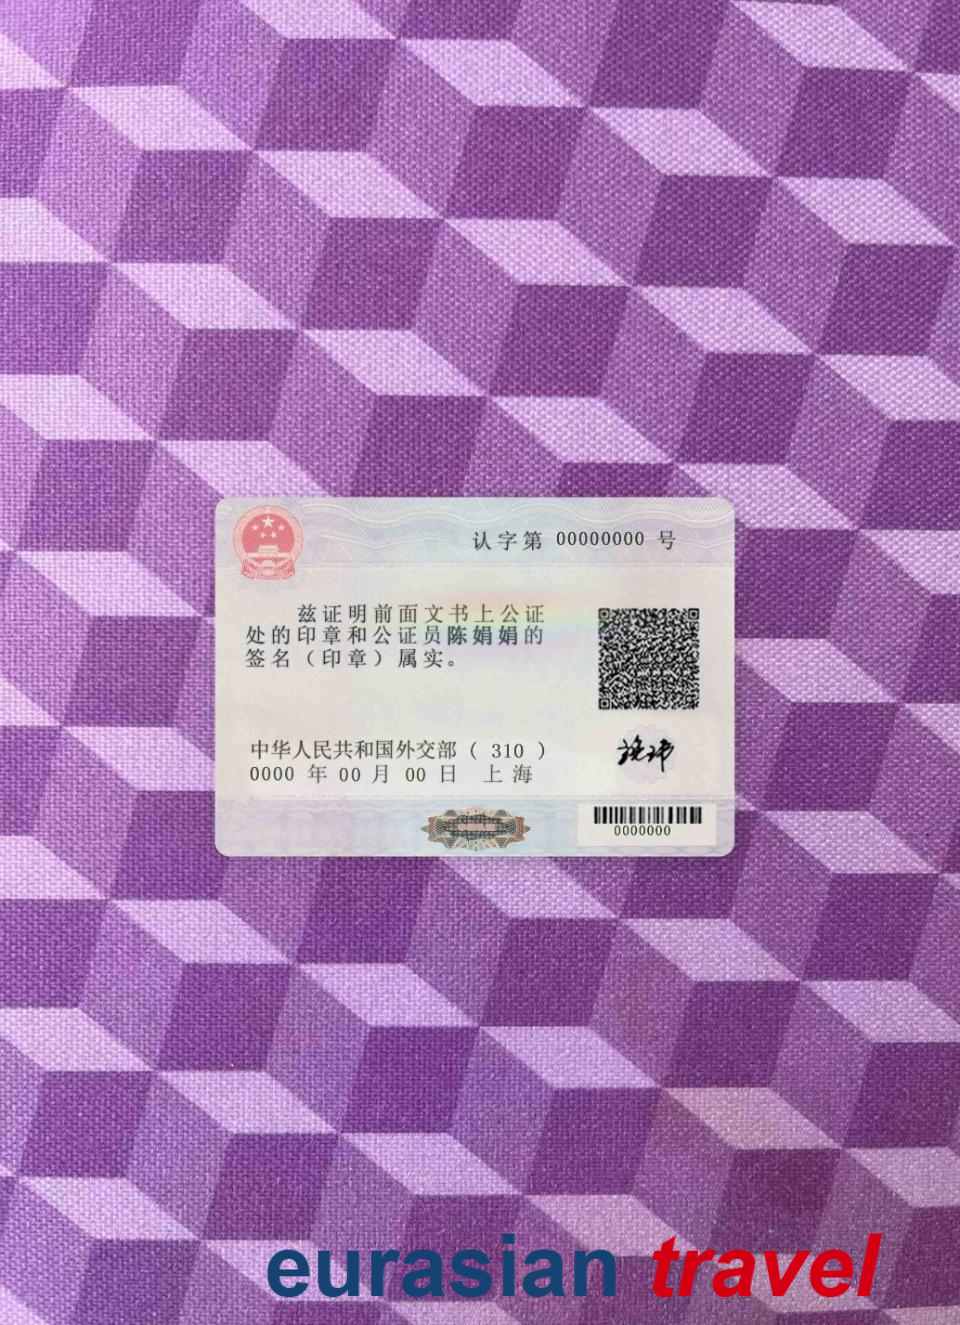 认字第 00000000 号
兹证明前面文书上公证
处的印章和公证员陈娟娟的
签名（印章）属实。
中华人民共和国外交部（310）
0000 年 00 月 00 日 上海
0000000
eurasian travel